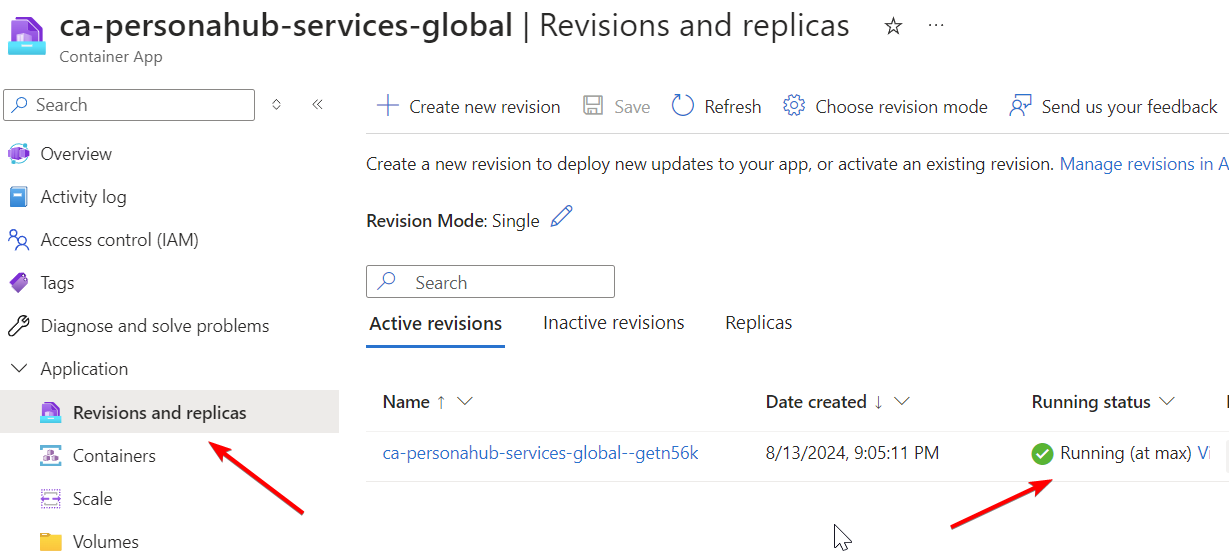 ca-personahub-services-global | Revisions and replicas
Container App
Search
Create new revision Save Refresh Choose revision mode Send us your feedback
Overview
Activity log
Access control (IAM)
Tags
Diagnose and solve problems
Application
Revisions and replicas
Containers
Scale
Volumes
Create a new revision to deploy new updates to your app, or activate an existing revision. Manage revisions in A
Revision Mode: Single
Search
Active revisions Inactive revisions Replicas
Name Date created Running status
ca-personahub-services-global--getn56k 8/13/2024, 9:05:11 PM Running (at max) Vi